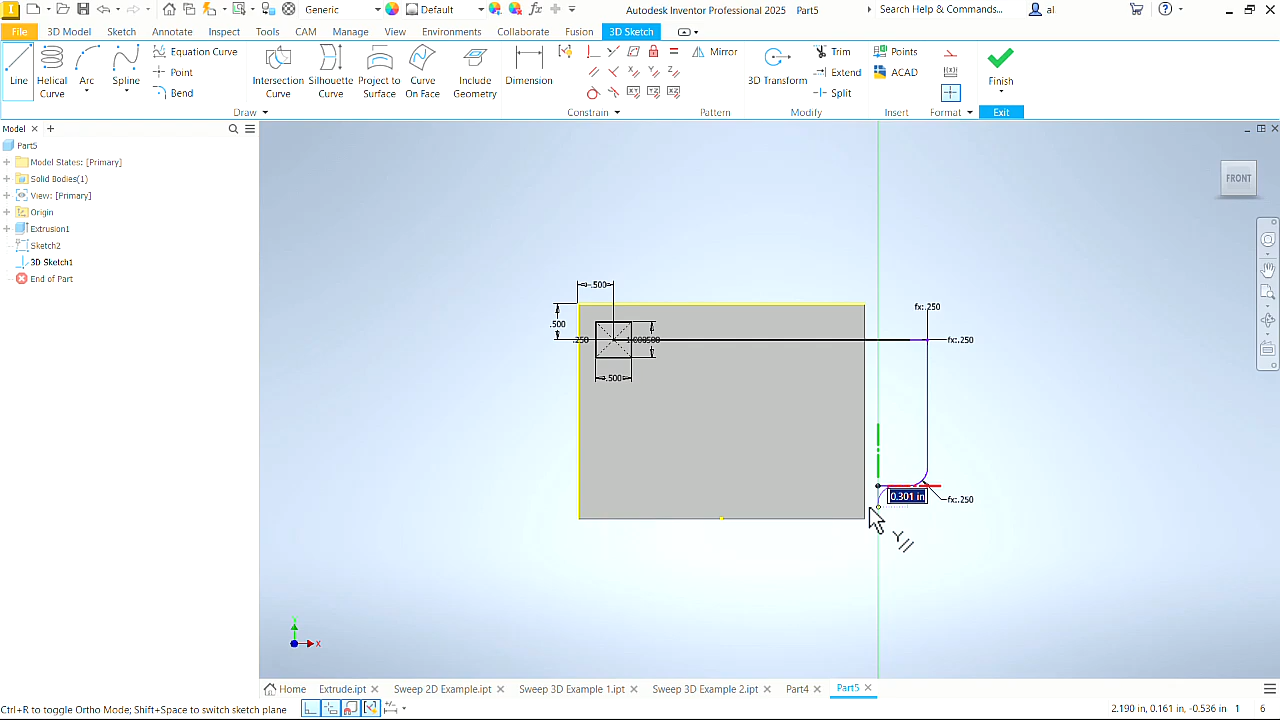 Generic
Default
Autodesk Inventor Professional 2025 Part5
Search Help & Commands...
al
File
3D Model
Sketch
Annotate
Inspect
Tools
CAM
Manage
View
Environments
Collaborate
Fusion
3D Sketch
Line
Helical
Curve
Arc
Spline
Equation Curve
Point
Bend
Intersection
Curve
Silhouette
Curve
Project to
Surface
Curve
On Face
Include
Geometry
Dimension
Mirror
3D Transform
Trim
Extend
Split
Points
ACAD
Finish
Draw
Constrain
Pattern
Modify
Insert
Format
Exit
Model
Part5
Model States: [Primary]
Solid Bodies(1)
View: [Primary]
Origin
Extrusion1
Sketch2
3D Sketch1
End of Part
FRONT
.500
.500
.250
.500
fx:.250
fx:.250
0.301 in
fx:.250
Y
X
Home
Extrude.ipt
Sweep 2D Example.ipt
Sweep 3D Example 1.ipt
Sweep 3D Example 2.ipt
Part4
Part5
Ctrl+R to toggle Ortho Mode; Shift+Space to switch sketch plane
2.190 in, 0.161 in, -0.536 in 1 6